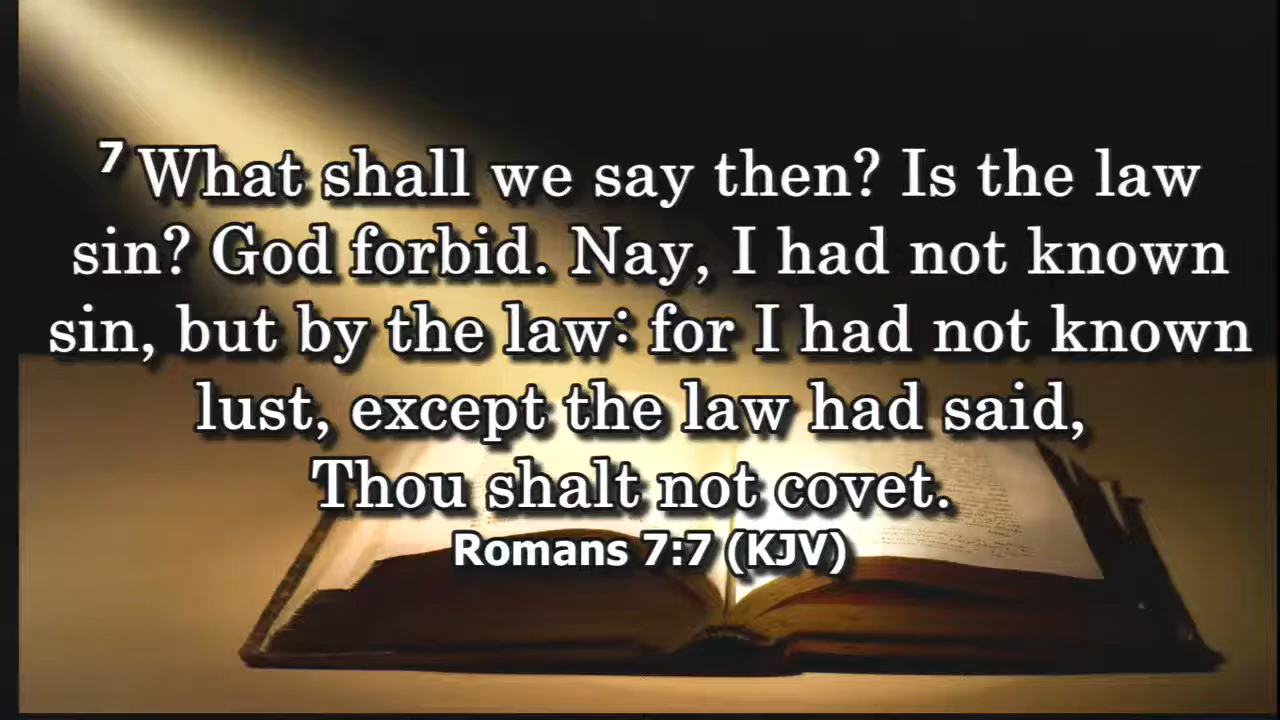 7 What shall we say then? Is the law
sin? God forbid. Nay, I had not known
sin, but by the law: for I had not known
lust, except the law had said,
Thou shalt not covet.
Romans 7:7 (KJV)